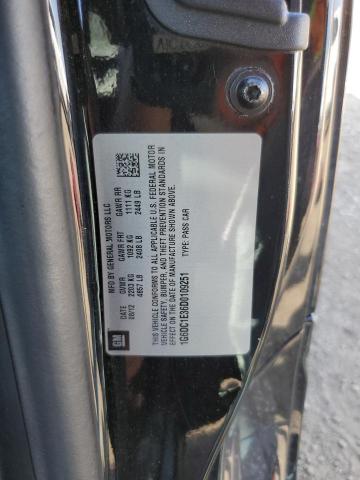 MFD BY GENERAL MOTORS LLC
GVWR GAWR FRT GAWR RR
08/12 2203 KG 1092 KG 1111 KG
4857 LB 2408 LB 2449 LB
THIS VEHICLE CONFORMS TO ALL APPLICABLE U.S. FEDERAL MOTOR
VEHICLE SAFETY, BUMPER, AND THEFT PREVENTION STANDARDS IN
EFFECT ON THE DATE OF MANUFACTURE SHOWN ABOVE.
1G6DC1E36D0109251 TYPE: PASS CAR
GM